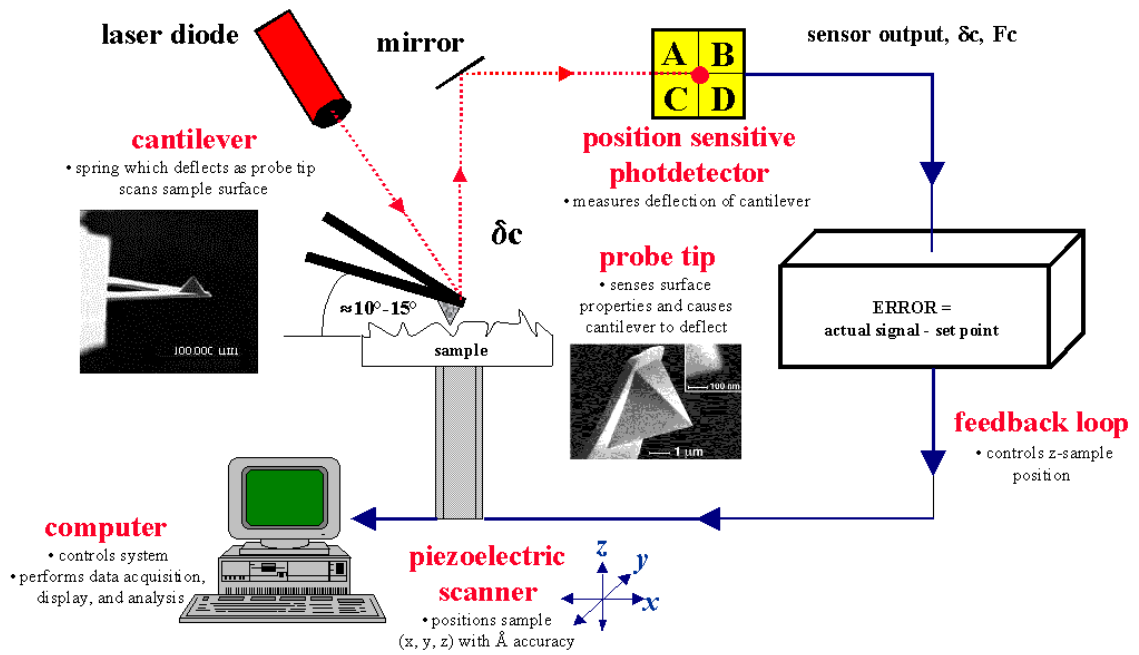 laser diode
mirror
A B
C D
sensor output, δc, Fc
cantilever
• spring which deflects as probe tip
scans sample surface
100.000 µm
position sensitive
photdetector
• measures deflection of cantilever
δc
≈10°-15°
sample
probe tip
• senses surface
properties and causes
cantilever to deflect
100 nm
1 µm
ERROR =
actual signal - set point
feedback loop
• controls z-sample
position
computer
• controls system
• performs data acquisition,
display, and analysis
piezoelectric
scanner
• positions sample
(x, y, z) with Å accuracy
z
y
x